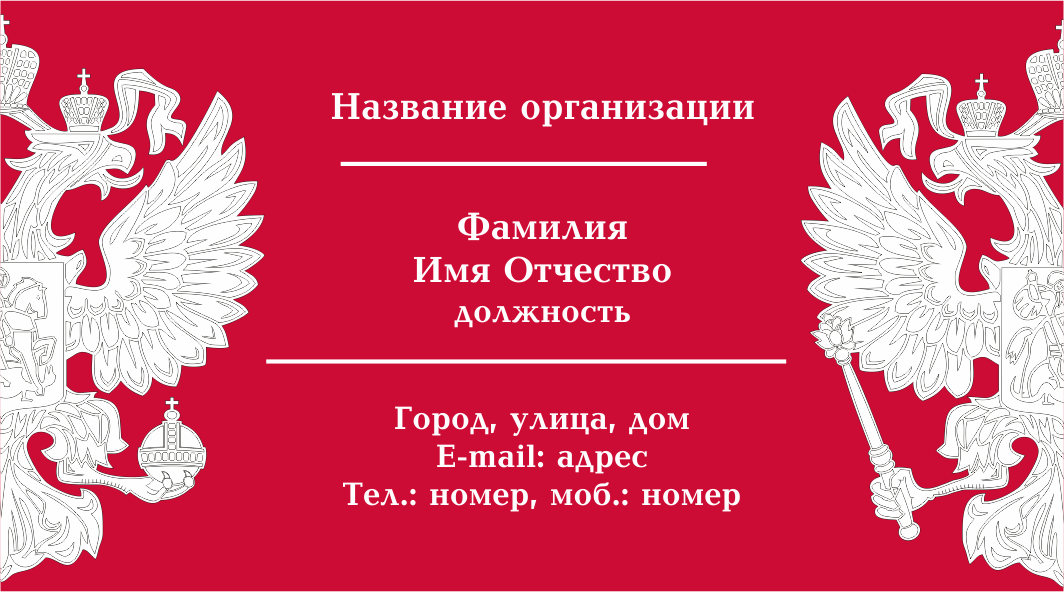 Название организации
Фамилия
Имя Отчество
должность
Город, улица, дом
E-mail: адрес
Тел.: номер, моб.: номер